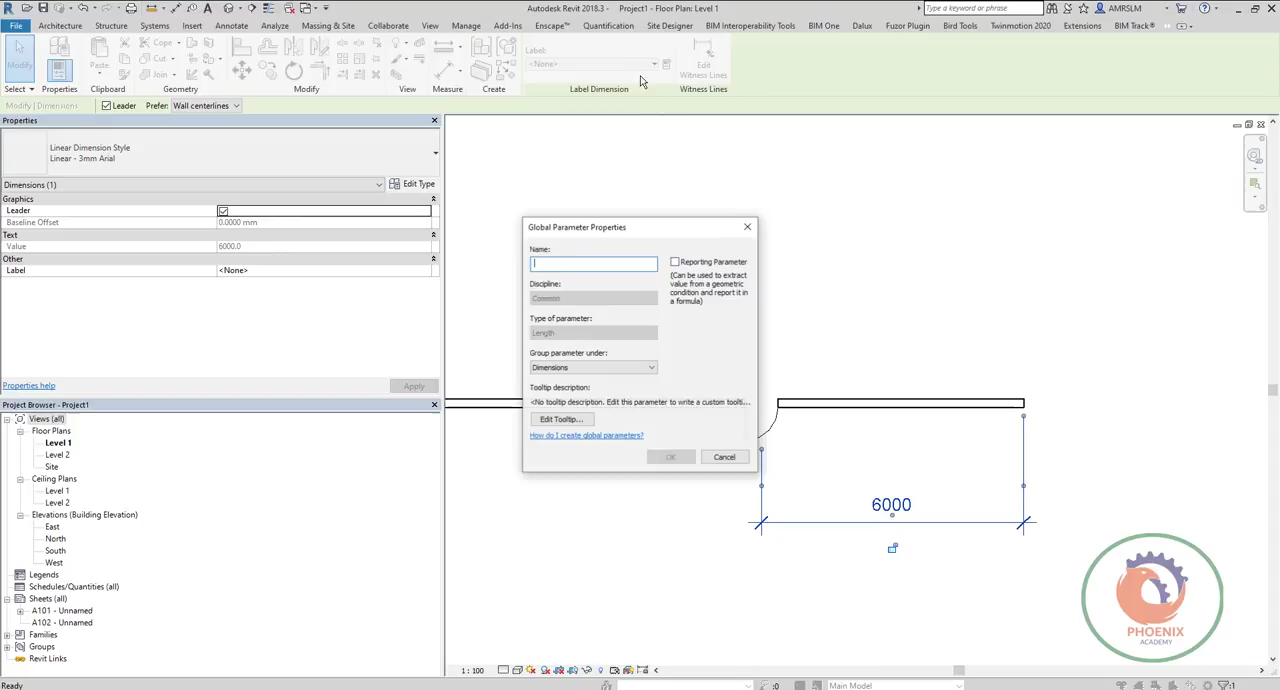 Autodesk Revit 2018.3 - Project1 - Floor Plan: Level 1
Type a keyword or phrase
AMRSLM
File Architecture Structure Systems Insert Annotate Analyze Massing & Site Collaborate View Manage Add-Ins Enscape™ Quantification Site Designer BIM Interoperability Tools BIM One Dalux Fuzor Plugin Bird Tools Twinmotion 2020 Extensions BIM Track®
Modify
Paste
Cope
Cut
Join
Label:
<None>
Edit
Witness Lines
Select Properties Clipboard Geometry Modify View Measure Create Label Dimension Witness Lines
Modify | Dimensions
Leader Prefer: Wall centerlines
Properties
Linear Dimension Style
Linear - 3mm Arial
Dimensions (1)
Edit Type
Graphics
Leader
Baseline Offset 0.0000 mm
Text
Value 6000.0
Other
Label <None>
Properties help
Apply
Project Browser - Project1
Views (all)
Floor Plans
Level 1
Level 2
Site
Ceiling Plans
Level 1
Level 2
Elevations (Building Elevation)
East
North
South
West
Legends
Schedules/Quantities (all)
Sheets (all)
A101 - Unnamed
A102 - Unnamed
Families
Groups
Revit Links
Global Parameter Properties
Name:
Reporting Parameter
(Can be used to extract
value from a geometric
condition and report it in
a formula)
Discipline:
Common
Type of parameter:
Length
Group parameter under:
Dimensions
Tooltip description:
<No tooltip description. Edit this parameter to write a custom toolti...
Edit Tooltip...
How do I create global parameters?
OK
Cancel
6000
PHOENIX
ACADEMY
1 : 100
Ready
:0
Main Model
:1